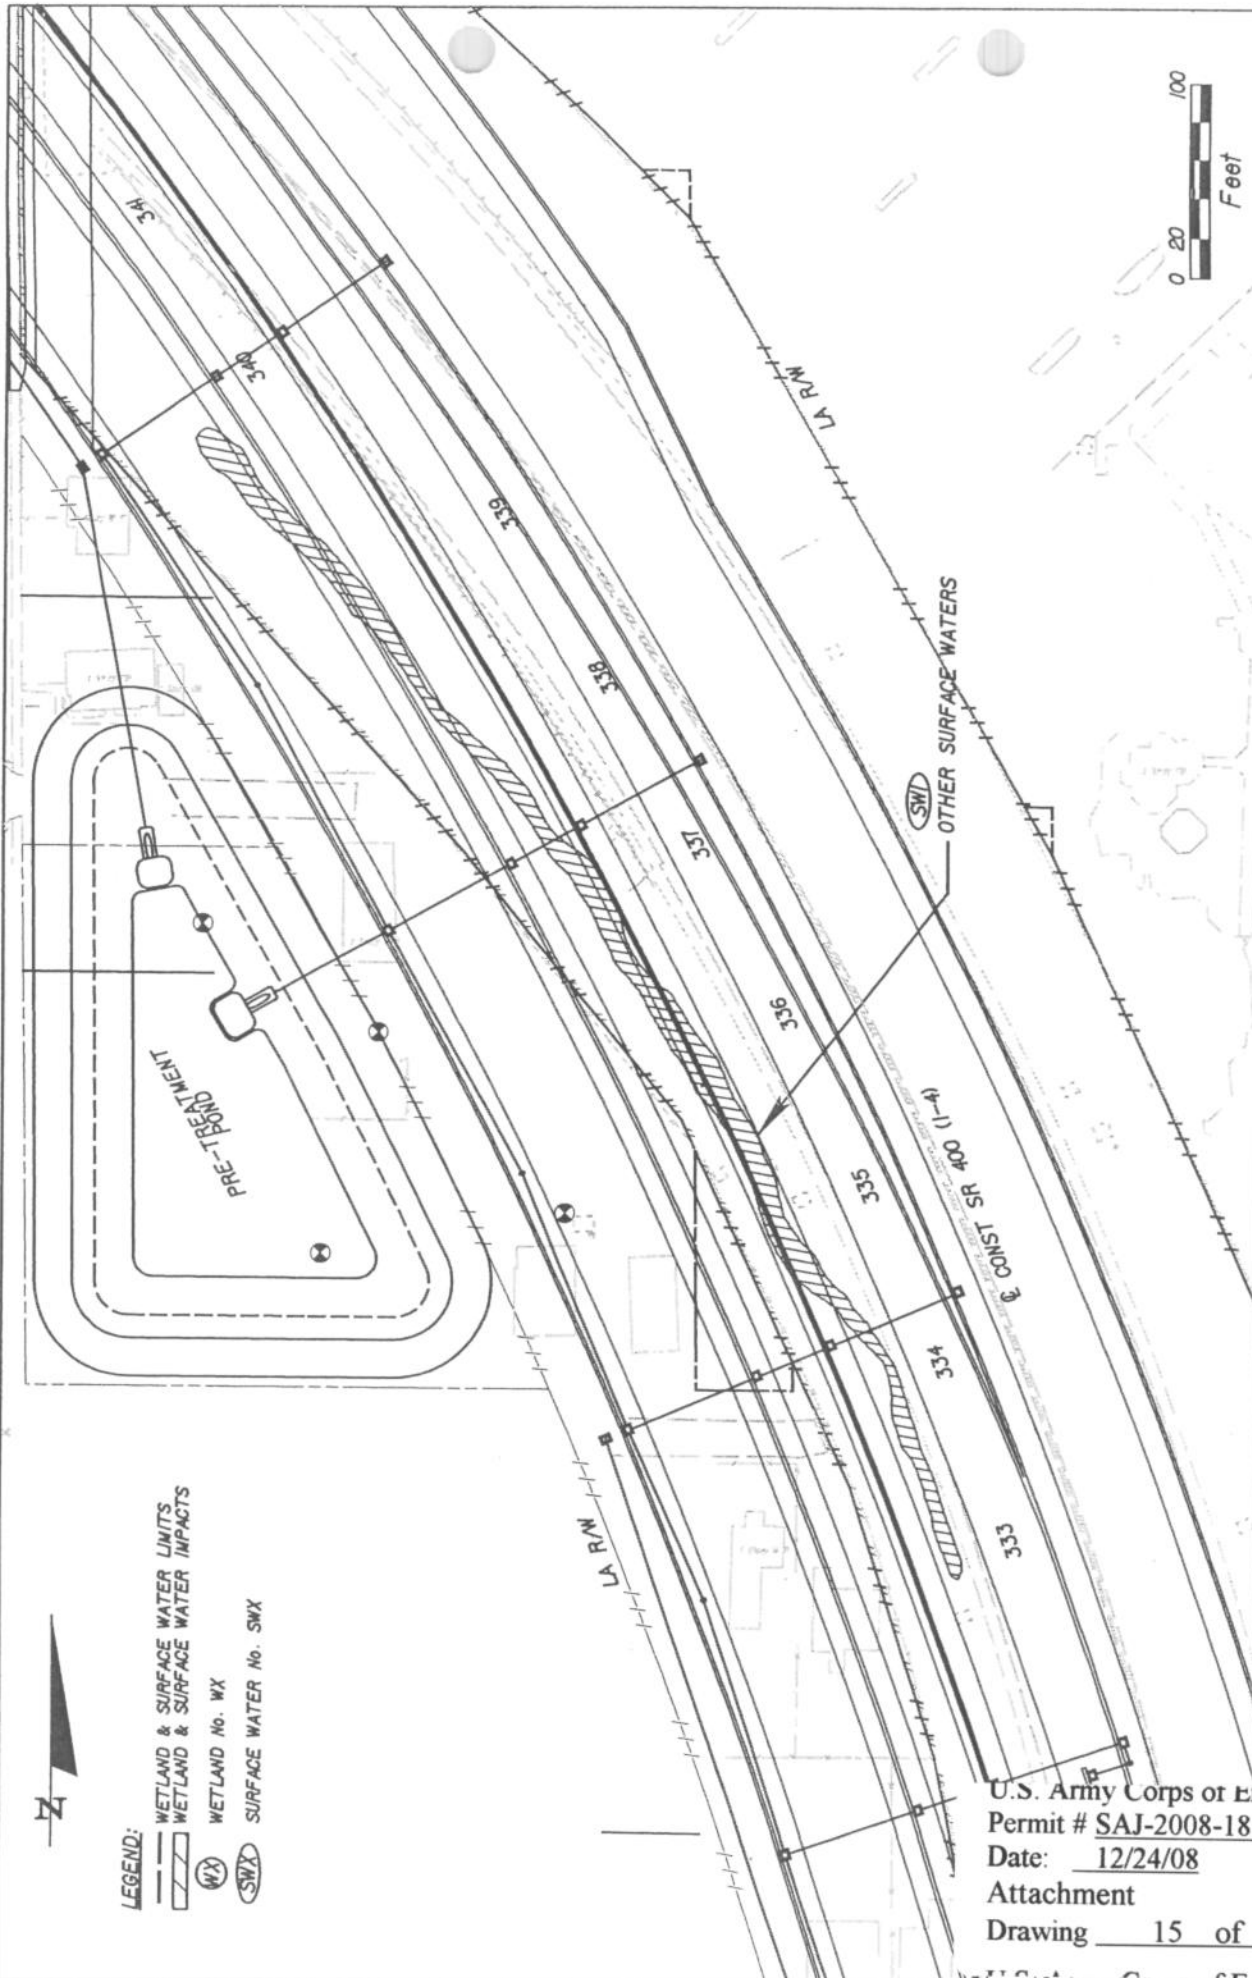 LEGEND:
WETLAND & SURFACE WATER LIMITS
WETLAND & SURFACE WATER IMPACTS
WX WETLAND No. WX
SWX SURFACE WATER No. SWX
N
PRE-TREATMENT
POND
LA R/W
LA R/W
SW1
OTHER SURFACE WATERS
℄ CONST SR 400 (I-4)
333
334
335
336
337
338
339
340
341
0 20 100
Feet
U.S. Army Corps of
Permit # SAJ-2008-18
Date: 12/24/08
Attachment
Drawing 15 of